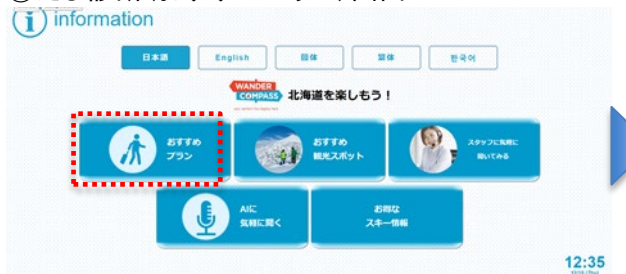 information
日本語
English
简体
繁体
한국어
WANDER
COMPASS
北海道を楽しもう！
おすすめ
プラン
おすすめ
観光スポット
スタッフに気軽に
聞いてみる
AIに
気軽に聞く
お得な
スキー情報
12:35